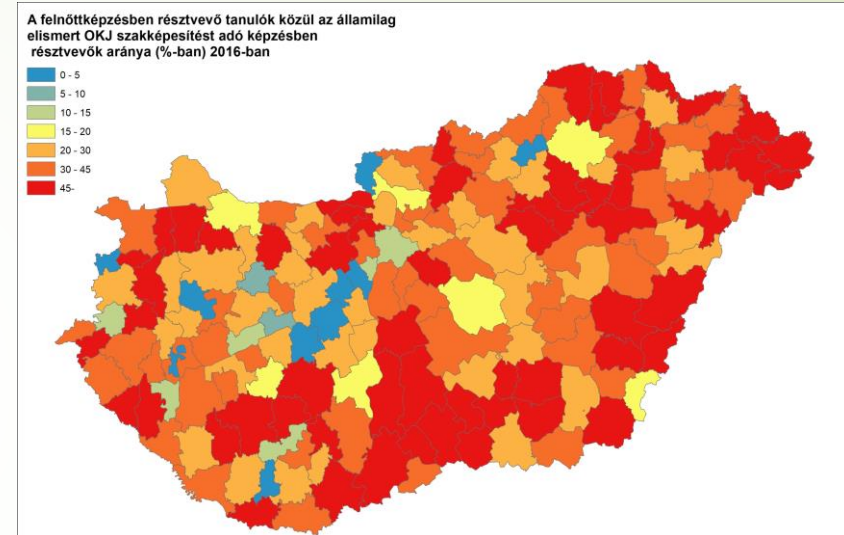 A felnőttképzésben résztvevő tanulók közül az államilag
elismert OKJ szakképesítést adó képzésben
résztvevők aránya (%-ban) 2016-ban
0 - 5
5 - 10
10 - 15
15 - 20
20 - 30
30 - 45
45-